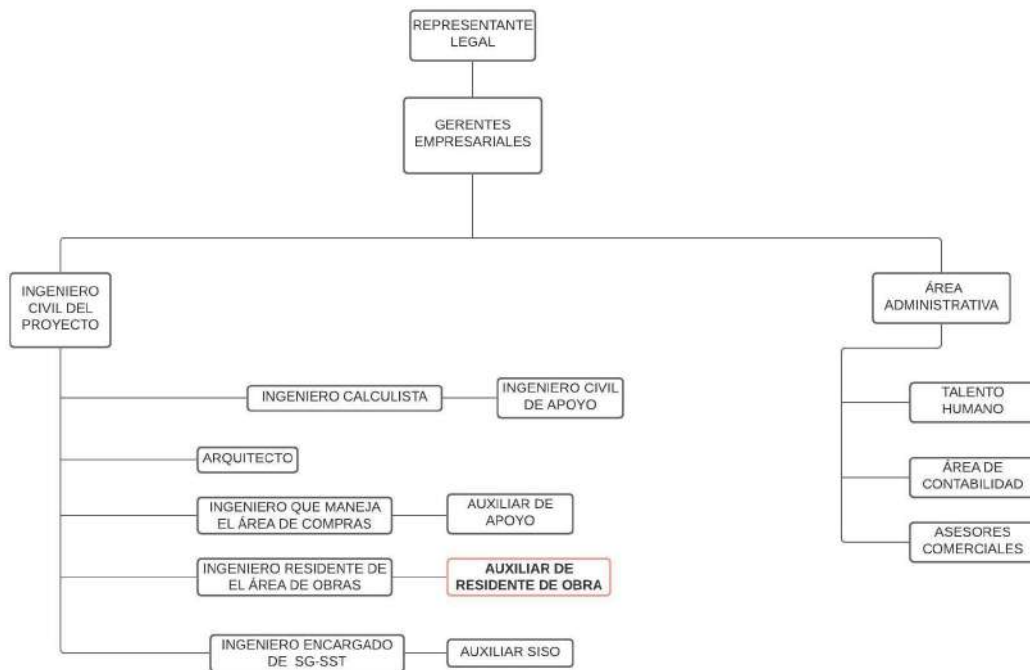 REPRESENTANTE
LEGAL
GERENTES
EMPRESARIALES
INGENIERO
CIVIL DEL
PROYECTO
ÁREA
ADMINISTRATIVA
INGENIERO CALCULISTA
INGENIERO CIVIL
DE APOYO
TALENTO
HUMANO
ARQUITECTO
ÁREA DE
CONTABILIDAD
INGENIERO QUE MANEJA
EL ÁREA DE COMPRAS
AUXILIAR DE
APOYO
ASESORES
COMERCIALES
INGENIERO RESIDENTE DE
EL ÁREA DE OBRAS
AUXILIAR DE
RESIDENTE DE OBRA
INGENIERO ENCARGADO
DE SG-SST
AUXILIAR SISO